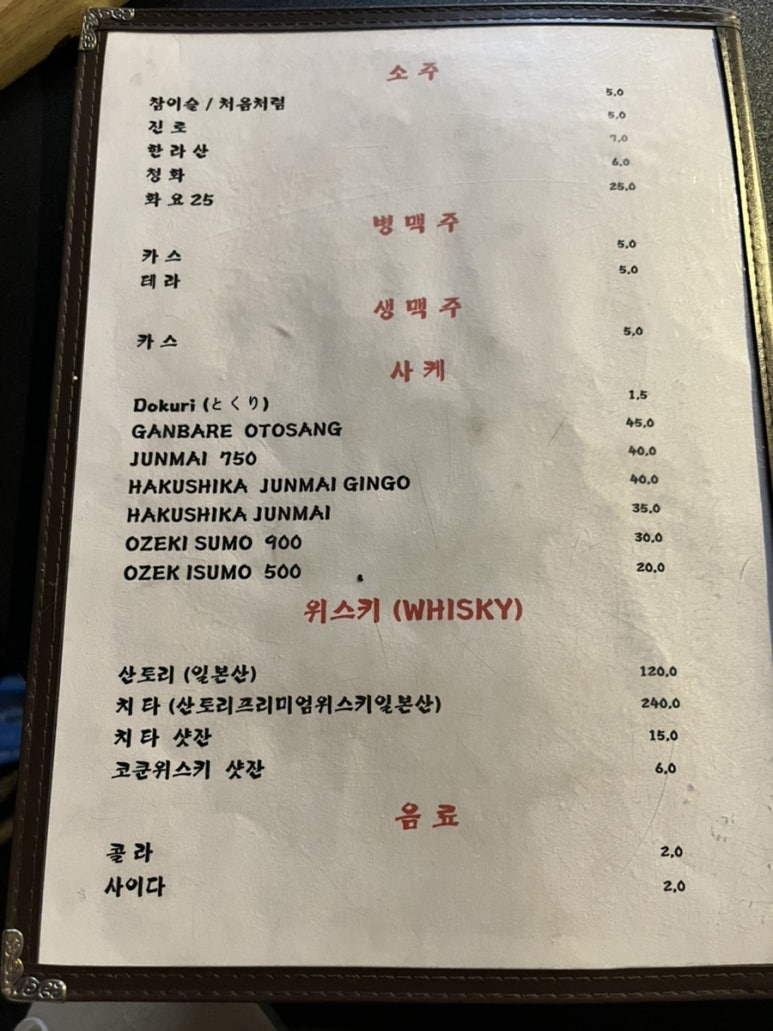 소 주
참이슬 / 처음처럼 5.0
진 로 5.0
한 라 산 7.0
청 화 6.0
화 요 25 25.0
병 맥 주
카 스 5.0
테 라 5.0
생 맥 주
카 스 5.0
사 케
Dokuri (とくり) 1.5
GANBARE OTOSANG 45.0
JUNMAI 750 40.0
HAKUSHIKA JUNMAI GINGO 40.0
HAKUSHIKA JUNMAI 35.0
OZEKI SUMO 900 30.0
OZEK ISUMO 500 20.0
위스키 (WHISKY)
산토리 (일본산) 120.0
치 타 (산토리프리미엄위스키일본산) 240.0
치 타 샷잔 15.0
코쿤위스키 샷잔 6.0
음 료
콜 라 2.0
사이다 2.0